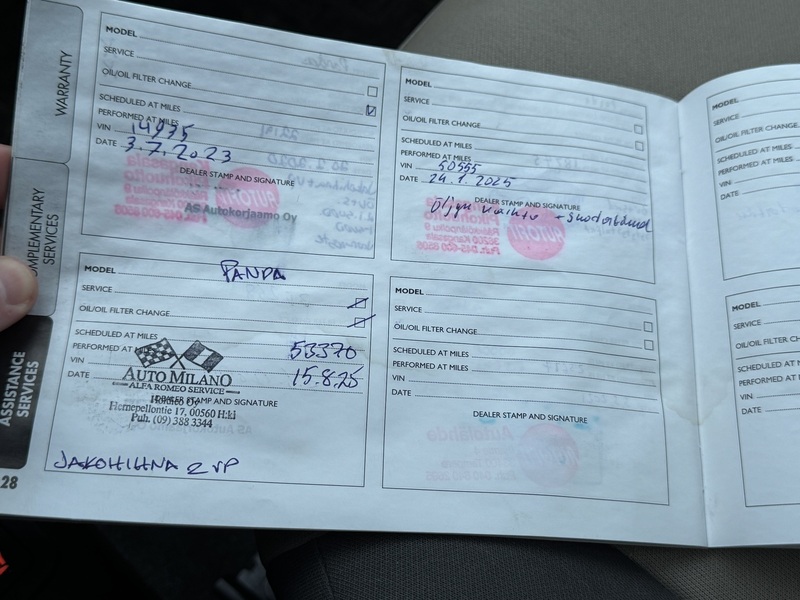 WARRANTY
COMPLEMENTARY SERVICES
ASSISTANCE SERVICES
28
MODEL
SERVICE
OIL/OIL FILTER CHANGE
SCHEDULED AT MILES
PERFORMED AT MILES
VIN 14975
DATE 3.7.2023
DEALER STAMP AND SIGNATURE
AS Autokorjaamo Oy
MODEL
SERVICE
OIL/OIL FILTER CHANGE
SCHEDULED AT MILES
PERFORMED AT MILES
VIN 50555
DATE 24.1.2025
DEALER STAMP AND SIGNATURE
Öljyn vaihto + suodattimet
MODEL PANDA
SERVICE
OIL/OIL FILTER CHANGE
SCHEDULED AT MILES
PERFORMED AT 53370
VIN
DATE 15.8.25
AUTO MILANO
ALFA ROMEO SERVICE
DEALER STAMP AND SIGNATURE
Hernepellontie 17, 00560 H:ki
Puh. (09) 388 3344
JAKOHIHNA & VP
MODEL
SERVICE
OIL/OIL FILTER CHANGE
SCHEDULED AT MILES
PERFORMED AT MILES
VIN
DATE
DEALER STAMP AND SIGNATURE
MODEL
SERVICE
OIL/OIL FILTER CHANGE
SCHEDULED AT MILES
PERFORMED AT M
VIN
DATE
MODEL
SERVICE
OIL/OIL FILTER
SCHEDULED AT
PERFORMED AT M
VIN
DATE